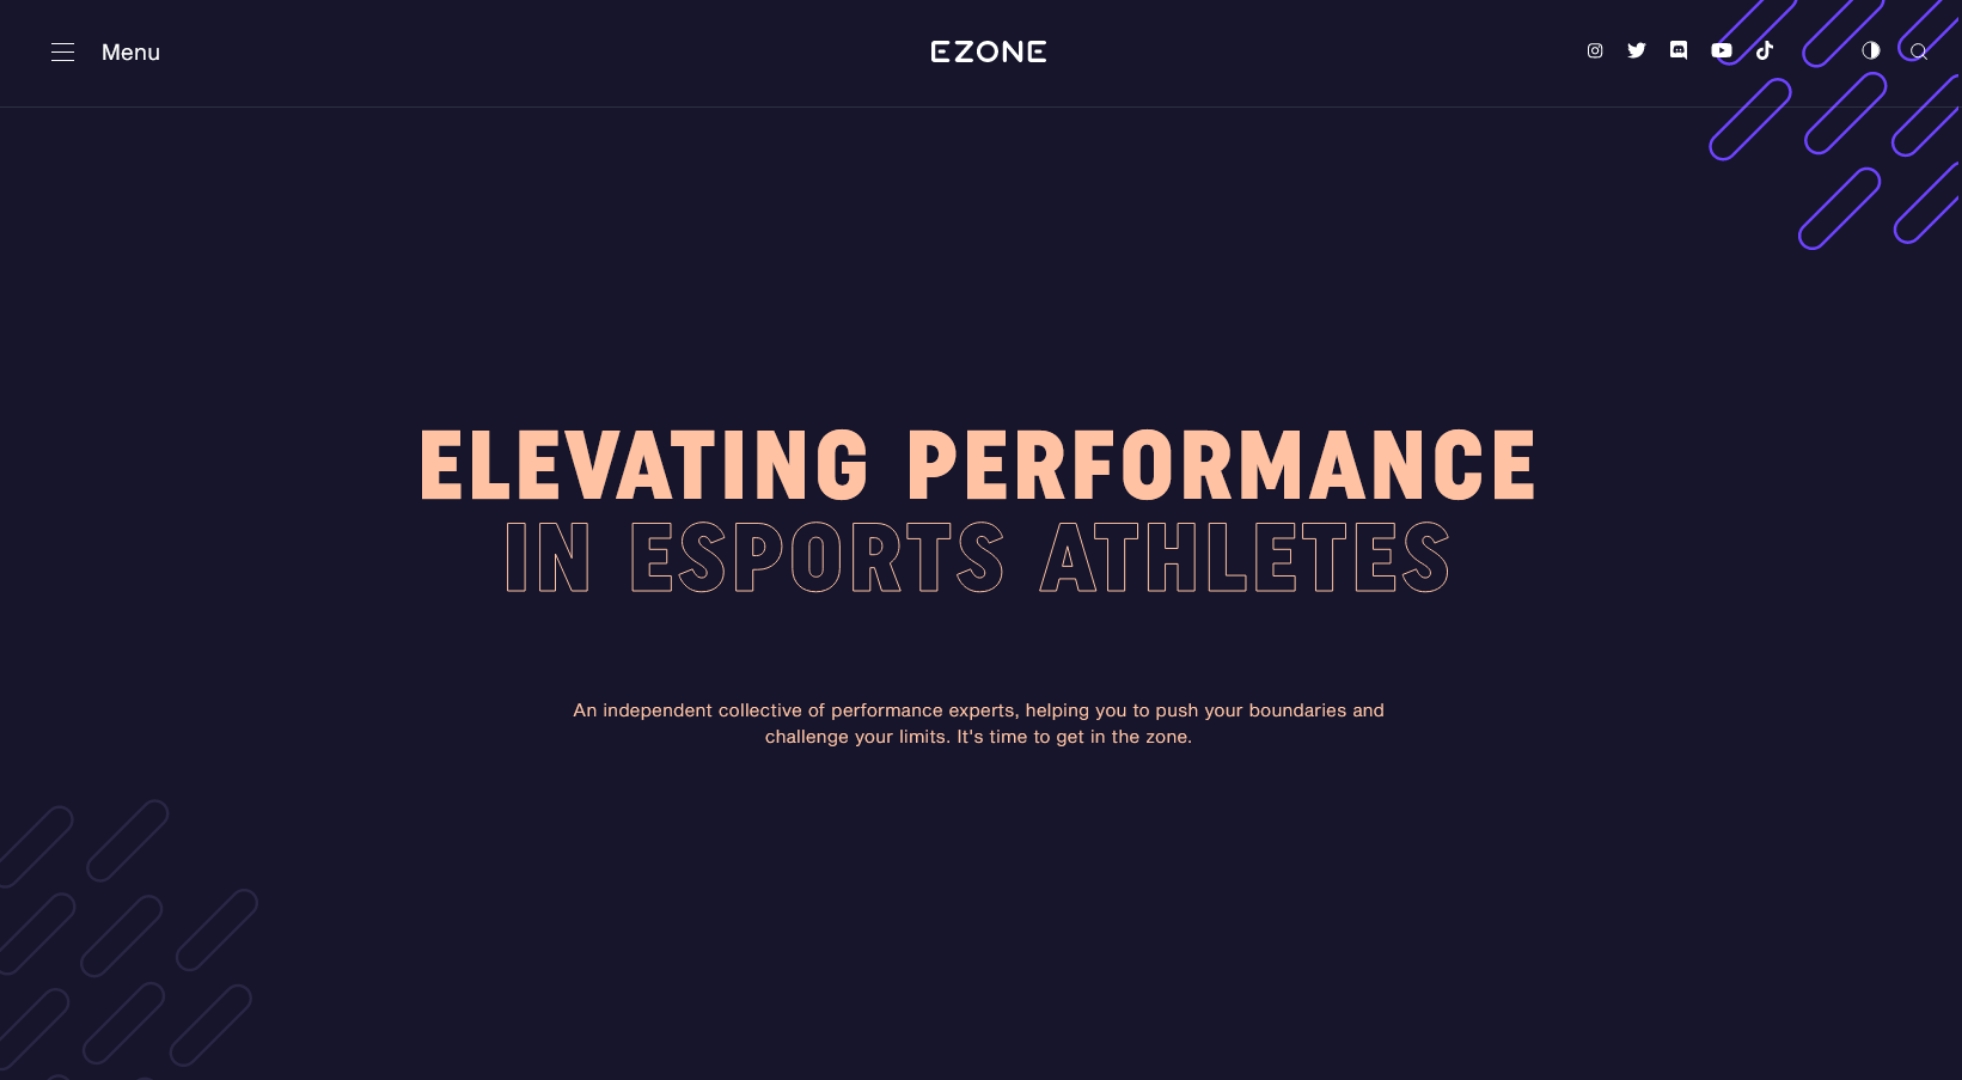 Menu
EZONE
ELEVATING PERFORMANCE
IN ESPORTS ATHLETES
An independent collective of performance experts, helping you to push your boundaries and
challenge your limits. It's time to get in the zone.